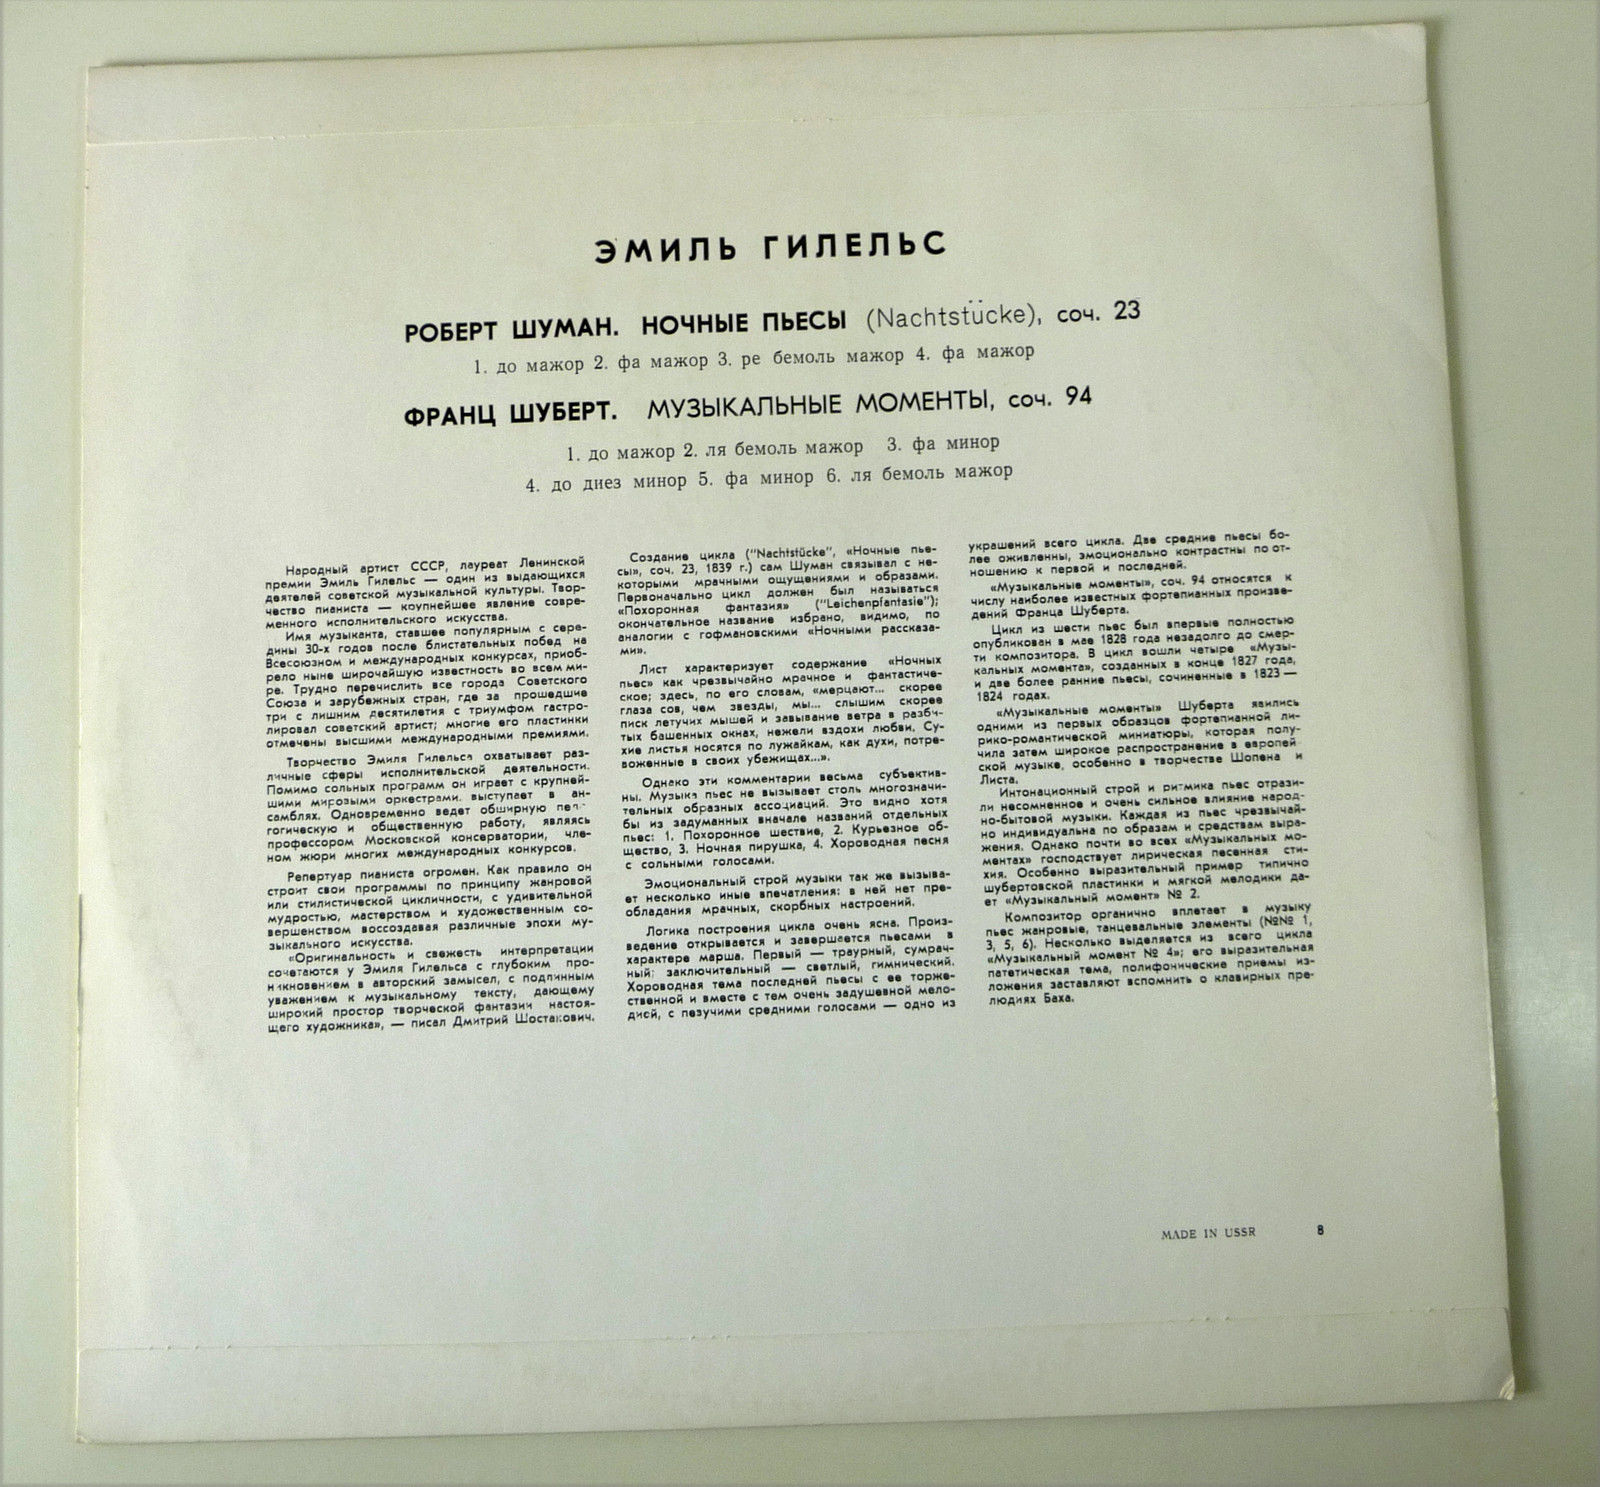 ЭМИЛЬ ГИЛЕЛЬС
РОБЕРТ ШУМАН. НОЧНЫЕ ПЬЕСЫ (Nachtstücke), соч. 23
1. до мажор 2. фа мажор 3. ре бемоль мажор 4. фа мажор
ФРАНЦ ШУБЕРТ. МУЗЫКАЛЬНЫЕ МОМЕНТЫ, соч. 94
1. до мажор 2. ля бемоль мажор 3. фа минор
4. до диез минор 5. фа минор 6. ля бемоль мажор
Народный артист СССР, лауреат Ленинской
премии Эмиль Гилельс — один из выдающихся
деятелей советской музыкальной культуры. Твор-
чество пианиста — крупнейшее явление совре-
менного исполнительского искусства.
Имя музыканта, ставшее популярным с сере-
дины 30-х годов после блистательных побед на
Всесоюзном и международных конкурсах, приоб-
рело ныне широчайшую известность во всем ми-
ре. Трудно перечислить все города Советского
Союза и зарубежных стран, где за прошедшие
три с лишним десятилетия с триумфом гастро-
лировал советский артист; многие его пластинки
отмечены высшими международными премиями.
Творчество Эмиля Гилельса охватывает раз-
личные сферы исполнительской деятельности.
Помимо сольных программ он играет с крупней-
шими мировыми оркестрами, выступает в ан-
самблях. Одновременно ведет обширную педа-
гогическую и общественную работу, являясь
профессором Московской консерватории, чле-
ном жюри многих международных конкурсов.
Репертуар пианиста огромен. Как правило он
строит свои программы по принципу жанровой
или стилистической цикличности, с удивительной
мудростью, мастерством и художественным со-
вершенством воссоздавая различные эпохи му-
зыкального искусства.
«Оригинальность и свежесть интерпретации
сочетаются у Эмиля Гилельса с глубоким про-
никновением в авторский замысел, с подлинным
уважением к музыкальному тексту, дающему
широкий простор творческой фантазии настоя-
щего художника», — писал Дмитрий Шостакович.
Создание цикла ("Nachtstücke", «Ночные пье-
сы», соч. 23, 1839 г.) сам Шуман связывал с не-
которыми мрачными ощущениями и образами.
Первоначально цикл должен был называться
«Похоронная фантазия» ("Leichenpfantasie");
окончательное название избрано, видимо, по
аналогии с гофмановскими «Ночными рассказа-
ми».
Лист характеризует содержание «Ночных
пьес» как чрезвычайно мрачное и фантастиче-
ское; здесь, по его словам, «мерцают... скорее
глаза сов, чем звезды, мы... слышим скорее
писк летучих мышей и завывание ветра в разби-
тых башенных окнах, нежели вздохи любви. Су-
хие листья носятся по лужайкам, как духи, потре-
воженные в своих убежищах...».
Однако эти комментарии весьма субъектив-
ны. Музыка пьес не вызывает столь многозначи-
тельных образных ассоциаций. Это видно хотя
бы из задуманных вначале названий отдельных
пьес: 1. Похоронное шествие, 2. Курьезное об-
щество, 3. Ночная пирушка, 4. Хороводная песня
с сольными голосами.
Эмоциональный строй музыки так же вызыва-
ет несколько иные впечатления: в ней нет пре-
обладания мрачных, скорбных настроений.
Логика построения цикла очень ясна. Произ-
ведение открывается и завершается пьесами в
характере марша. Первый — траурный, сумрач-
ный; заключительный — светлый, гимнический.
Хороводная тема последней пьесы с ее торже-
ственной и вместе с тем очень задушевной мело-
дией, с певучими средними голосами — одно из
украшений всего цикла. Две средние пьесы бо-
лее оживленны, эмоционально контрастны по от-
ношению к первой и последней.
«Музыкальные моменты», соч. 94 относятся к
числу наиболее известных фортепианных произве-
дений Франца Шуберта.
Цикл из шести пьес был впервые полностью
опубликован в мае 1828 года незадолго до смер-
ти композитора. В цикл вошли четыре «Музы-
кальных момента», созданных в конце 1827 года,
и две более ранние пьесы, сочиненные в 1823—
1824 годах.
«Музыкальные моменты» Шуберта явились
одними из первых образцов фортепианной ли-
рико-романтической миниатюры, которая полу-
чила затем широкое распространение в европей-
ской музыке, особенно в творчестве Шопена и
Листа.
Интонационный строй и ритмика пьес отрази-
ли несомненное и очень сильное влияние народ-
но-бытовой музыки. Каждая из пьес чрезвычай-
но индивидуальна по образам и средствам выра-
жения. Однако почти во всех «Музыкальных мо-
ментах» господствует лирическая песенная сти-
хия. Особенно выразительный пример типично
шубертовской пластинки и мягкой мелодики да-
ет «Музыкальный момент» № 2.
Композитор органично вплетает в музыку
пьес жанровые, танцевальные элементы (№№ 1,
3, 5, 6). Несколько выделяется из всего цикла
«Музыкальный момент № 4»; его выразительная
патетическая тема, полифонические приемы из-
ложения заставляют вспомнить о клавирных пре-
людиях Баха.
MADE IN USSR 8